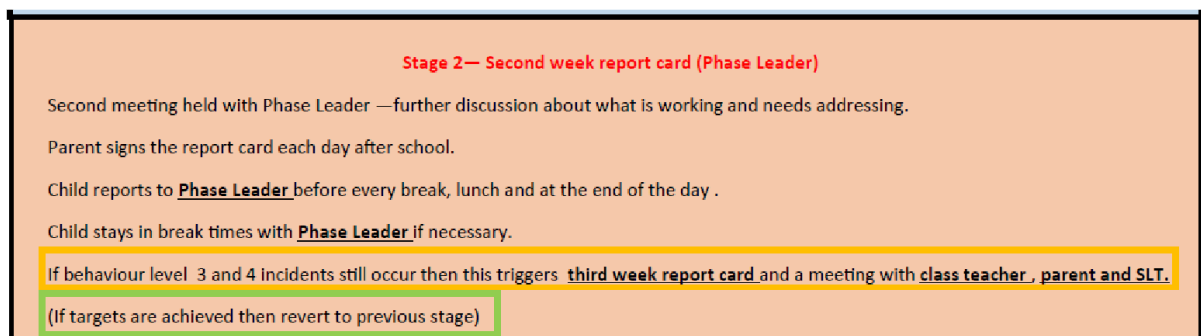 Stage 2— Second week report card (Phase Leader)
Second meeting held with Phase Leader —further discussion about what is working and needs addressing.
Parent signs the report card each day after school.
Child reports to Phase Leader before every break, lunch and at the end of the day .
Child stays in break times with Phase Leader if necessary.
If behaviour level  3 and 4 incidents still occur then this triggers  third week report card and a meeting with class teacher , parent and SLT.
(If targets are achieved then revert to previous stage)